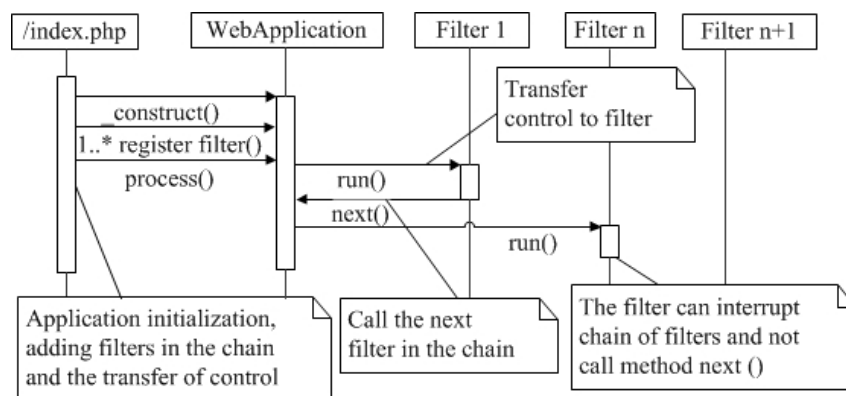 /index.php
WebApplication
Filter 1
Filter n
Filter n+1
Transfer
control to filter
_construct()
1..* register filter()
process()
run()
next()
run()
Application initialization,
adding filters in the chain
and the transfer of control
Call the next
filter in the chain
The filter can interrupt
chain of filters and not
call method next ()